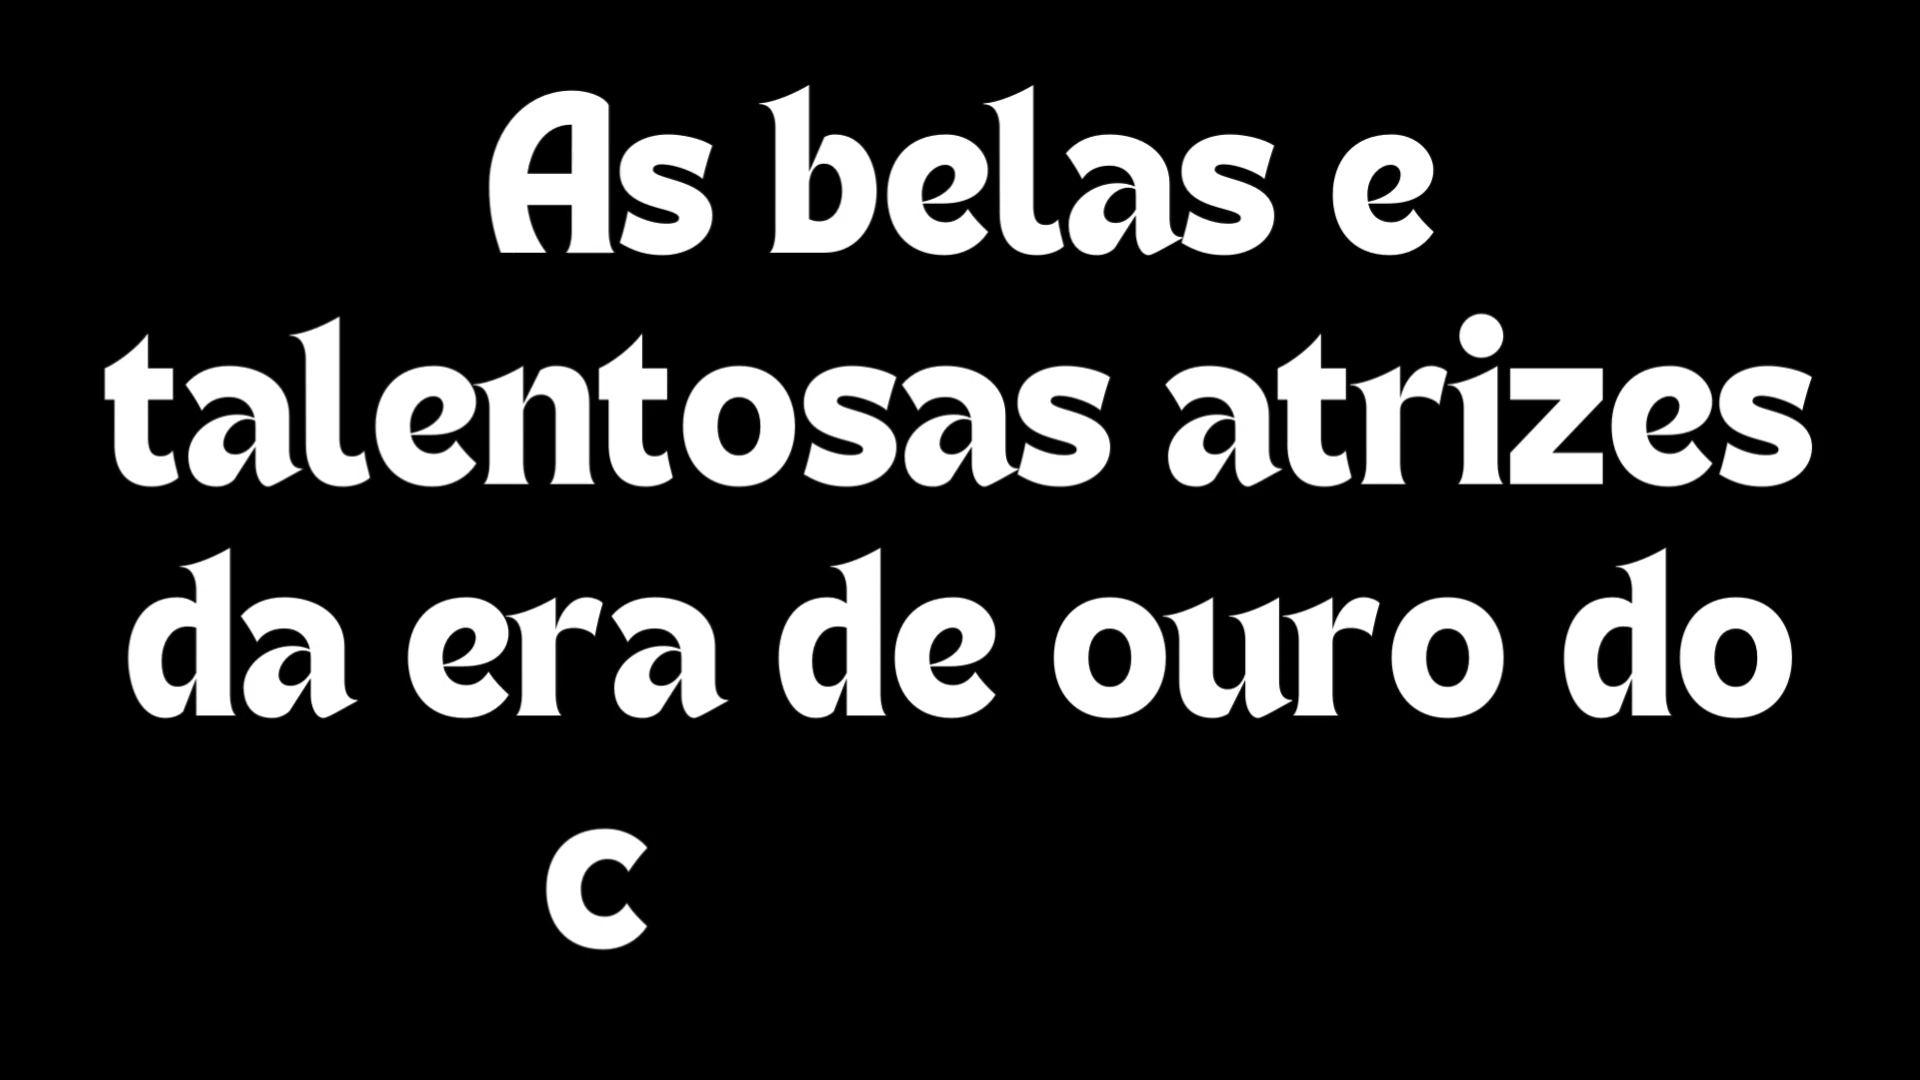 As belas e
talentosas atrizes
da era de ouro do
c